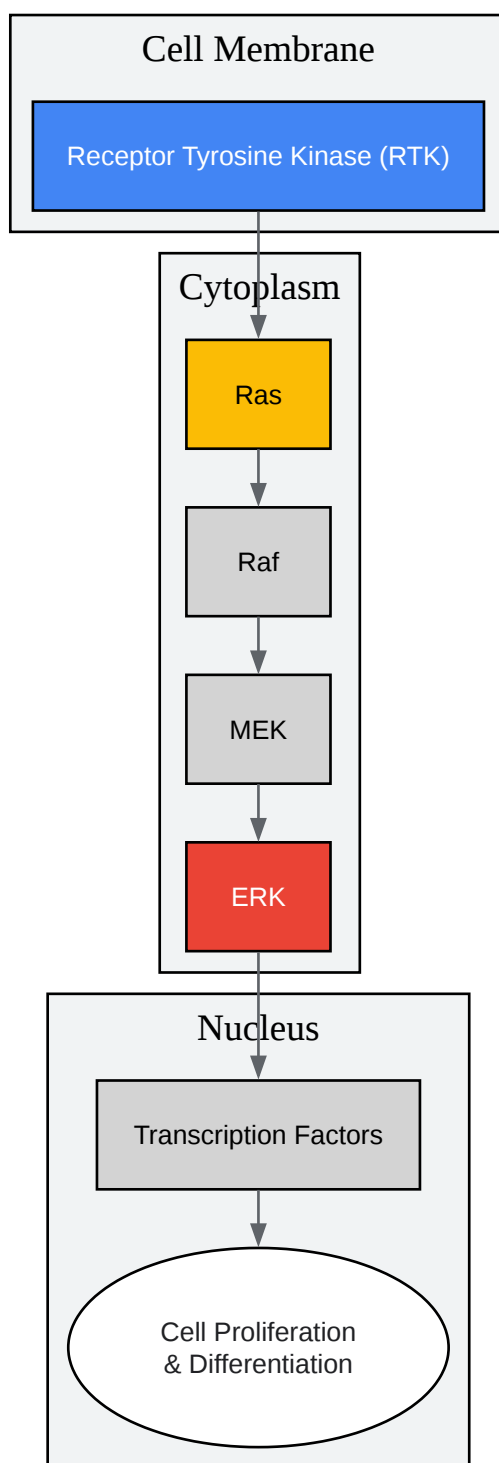 Cell Membrane
Receptor Tyrosine Kinase (RTK)
Cytoplasm
Ras
Raf
MEK
ERK
Nucleus
Transcription Factors
Cell Proliferation
& Differentiation